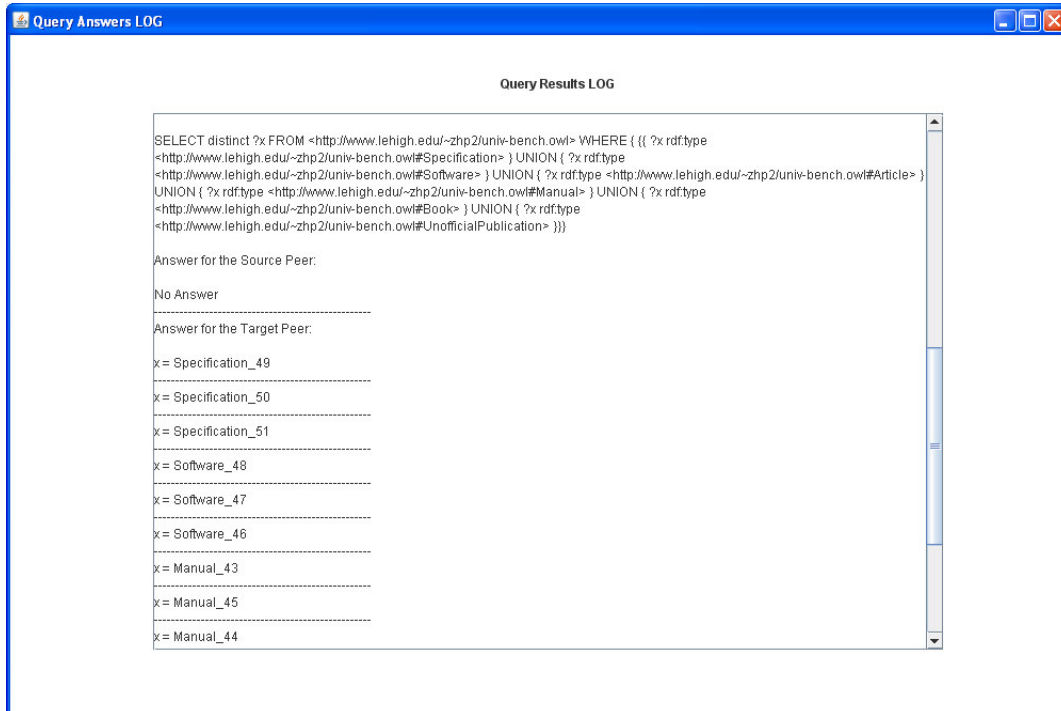 Query Answers LOG
Query Results LOG
SELECT distinct ?x FROM <http://www.lehigh.edu/~zhp2/univ-bench.owl> WHERE { {{ ?x rdf:type
<http://www.lehigh.edu/~zhp2/univ-bench.owl#Specification> } UNION { ?x rdf:type
<http://www.lehigh.edu/~zhp2/univ-bench.owl#Software> } UNION { ?x rdf:type <http://www.lehigh.edu/~zhp2/univ-bench.owl#Article> }
UNION { ?x rdf:type <http://www.lehigh.edu/~zhp2/univ-bench.owl#Manual> } UNION { ?x rdf:type
<http://www.lehigh.edu/~zhp2/univ-bench.owl#Book> } UNION { ?x rdf:type
<http://www.lehigh.edu/~zhp2/univ-bench.owl#UnofficialPublication> }}}
Answer for the Source Peer:
No Answer
--------------------------------------------------
Answer for the Target Peer:
x = Specification_49
--------------------------------------------------
x = Specification_50
--------------------------------------------------
x = Specification_51
--------------------------------------------------
x = Software_48
--------------------------------------------------
x = Software_47
--------------------------------------------------
x = Software_46
--------------------------------------------------
x = Manual_43
--------------------------------------------------
x = Manual_45
--------------------------------------------------
x = Manual_44